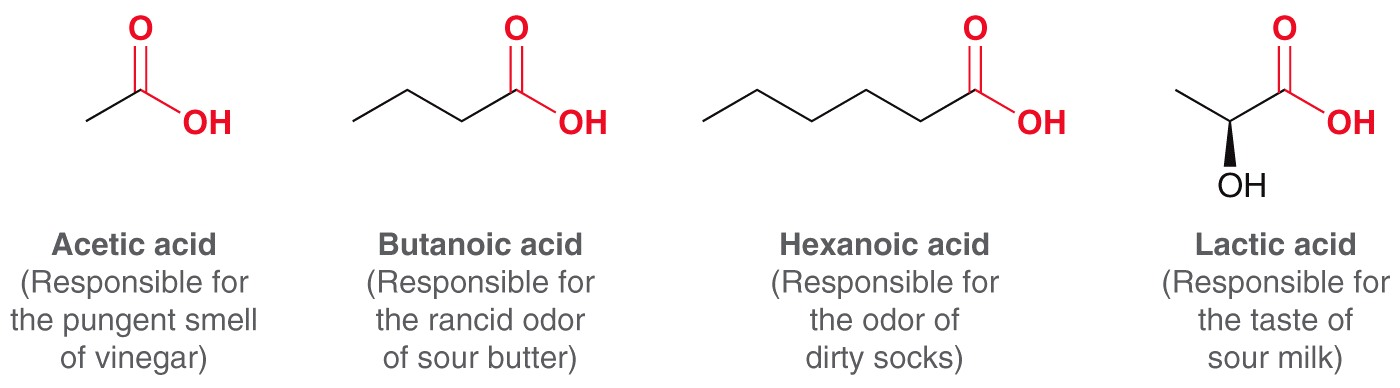 O
OH
O
OH
O
OH
O
OH
OH
Acetic acid
(Responsible for
the pungent smell
of vinegar)
Butanoic acid
(Responsible for
the rancid odor
of sour butter)
Hexanoic acid
(Responsible for
the odor of
dirty socks)
Lactic acid
(Responsible for
the taste of
sour milk)